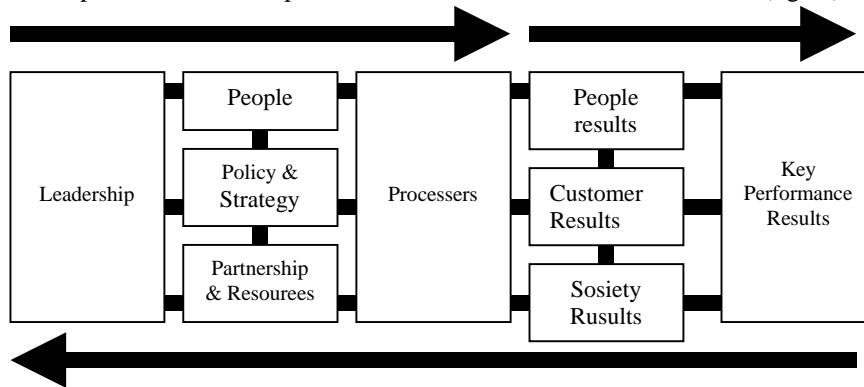 Leadership
People
Policy &
Strategy
Partnership
& Resourees
Processers
People
results
Customer
Results
Sosiety
Rusults
Key
Performance
Results